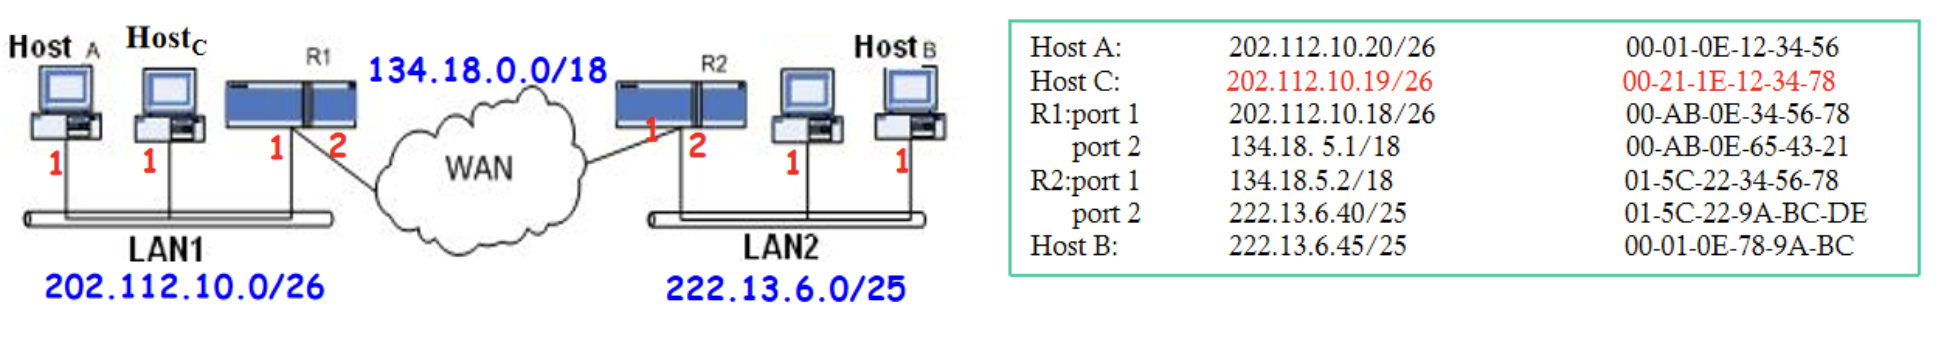 Host A
HostC
R1
134.18.0.0/18
R2
Host B
1
1
1
2
WAN
1
2
1
1
LAN1
202.112.10.0/26
LAN2
222.13.6.0/25
Host A: 202.112.10.20/26 00-01-0E-12-34-56
Host C: 202.112.10.19/26 00-21-1E-12-34-78
R1:port 1 202.112.10.18/26 00-AB-0E-34-56-78
port 2 134.18. 5.1/18 00-AB-0E-65-43-21
R2:port 1 134.18.5.2/18 01-5C-22-34-56-78
port 2 222.13.6.40/25 01-5C-22-9A-BC-DE
Host B: 222.13.6.45/25 00-01-0E-78-9A-BC